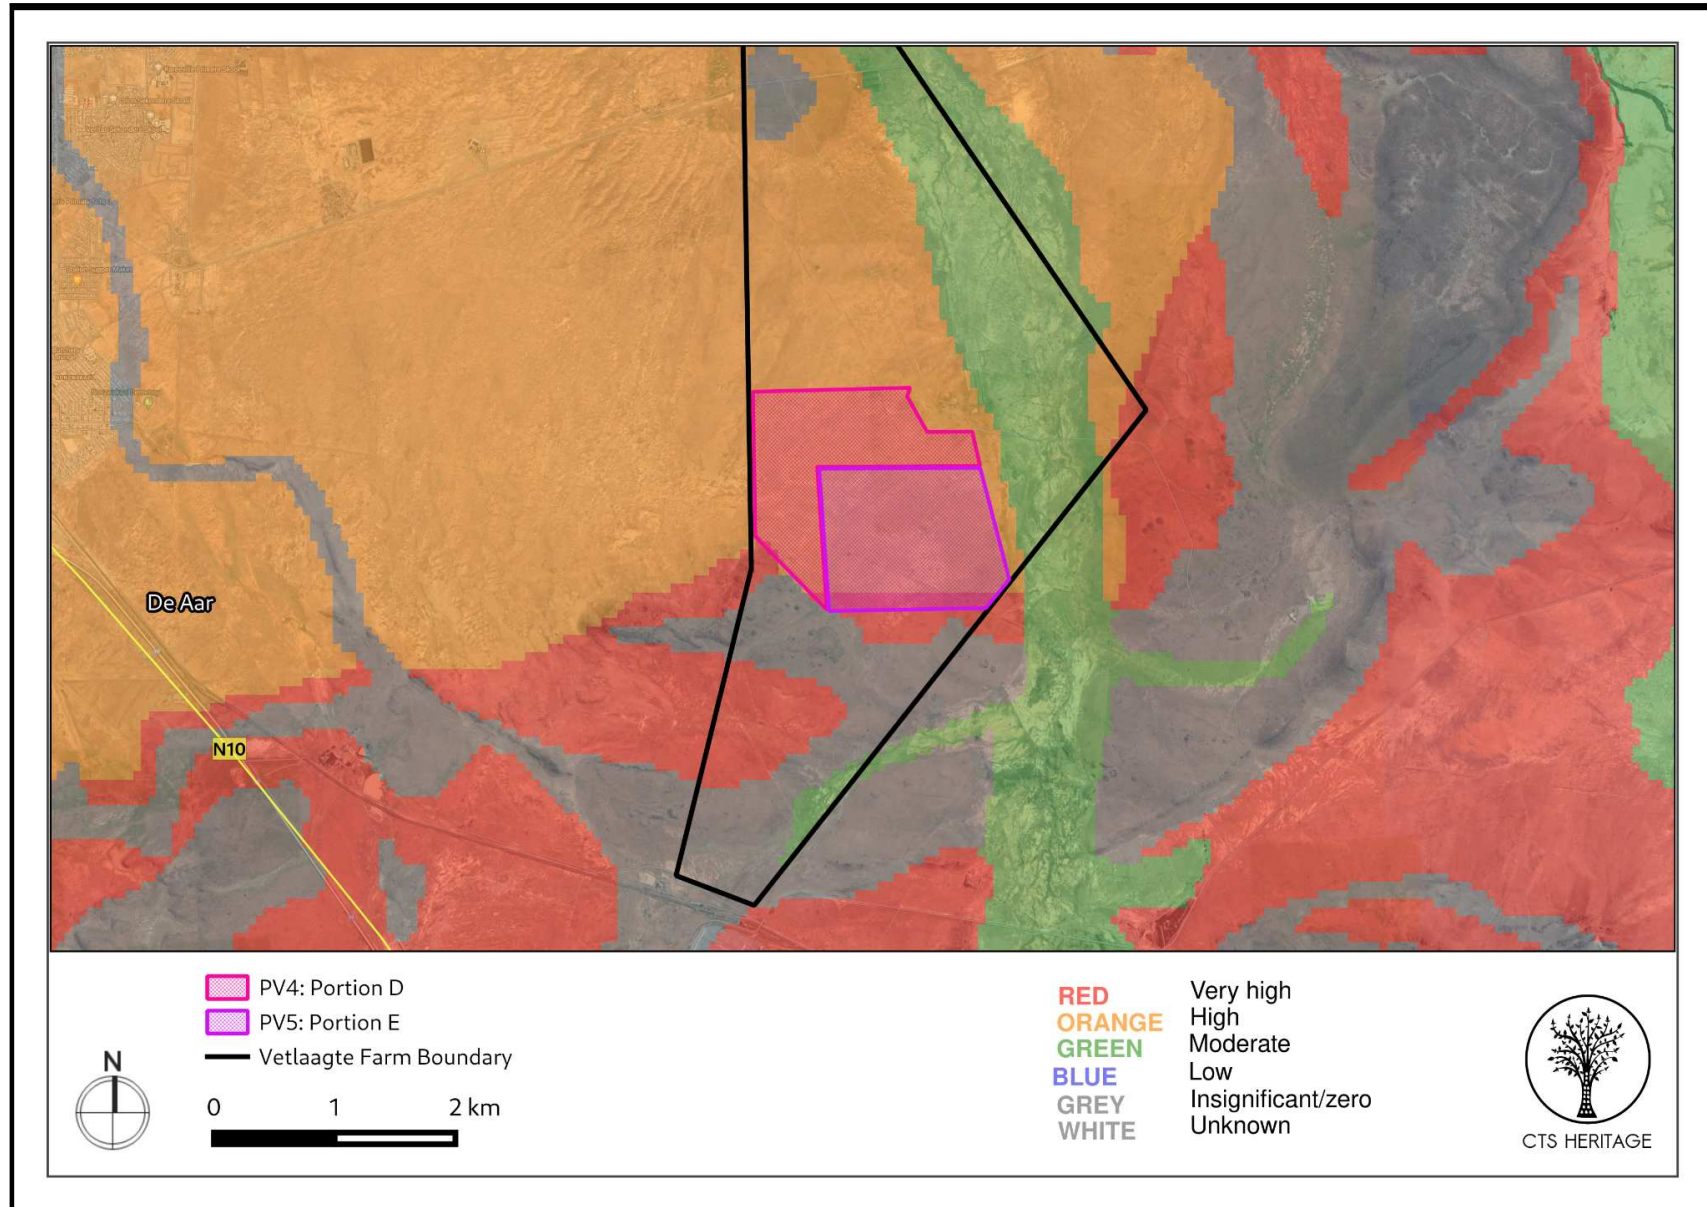 De Aar
N10
PV4: Portion D
PV5: Portion E
Vetlaagte Farm Boundary
N
0 1 2 km
RED Very high
ORANGE High
GREEN Moderate
BLUE Low
GREY Insignificant/zero
WHITE Unknown
CTS HERITAGE